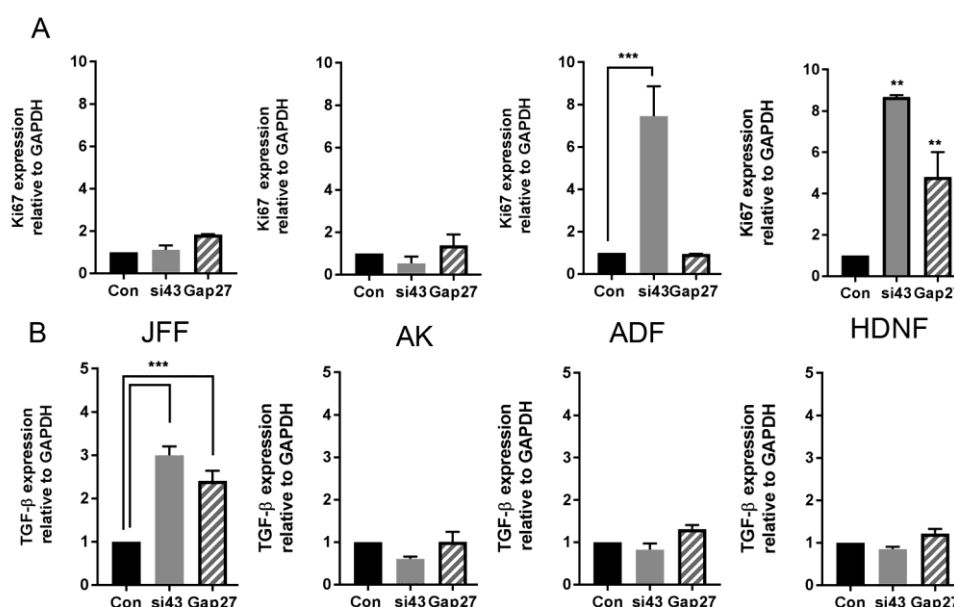 A
Ki67 expression
relative to GAPDH
10
8
6
4
2
0
Con si43 Gap27
Ki67 expression
relative to GAPDH
10
8
6
4
2
0
Con si43 Gap27
Ki67 expression
relative to GAPDH
10
8
6
4
2
0
***
Con si43 Gap27
Ki67 expression
relative to GAPDH
10
8
6
4
2
0
**
**
Con si43 Gap27
B
JFF
AK
ADF
HDNF
TGF-β expression
relative to GAPDH
5
4
3
2
1
0
***
Con si43 Gap27
TGF-β expression
relative to GAPDH
5
4
3
2
1
0
Con si43 Gap27
TGF-β expression
relative to GAPDH
5
4
3
2
1
0
Con si43 Gap27
TGF-β expression
relative to GAPDH
5
4
3
2
1
0
Con si43 Gap27